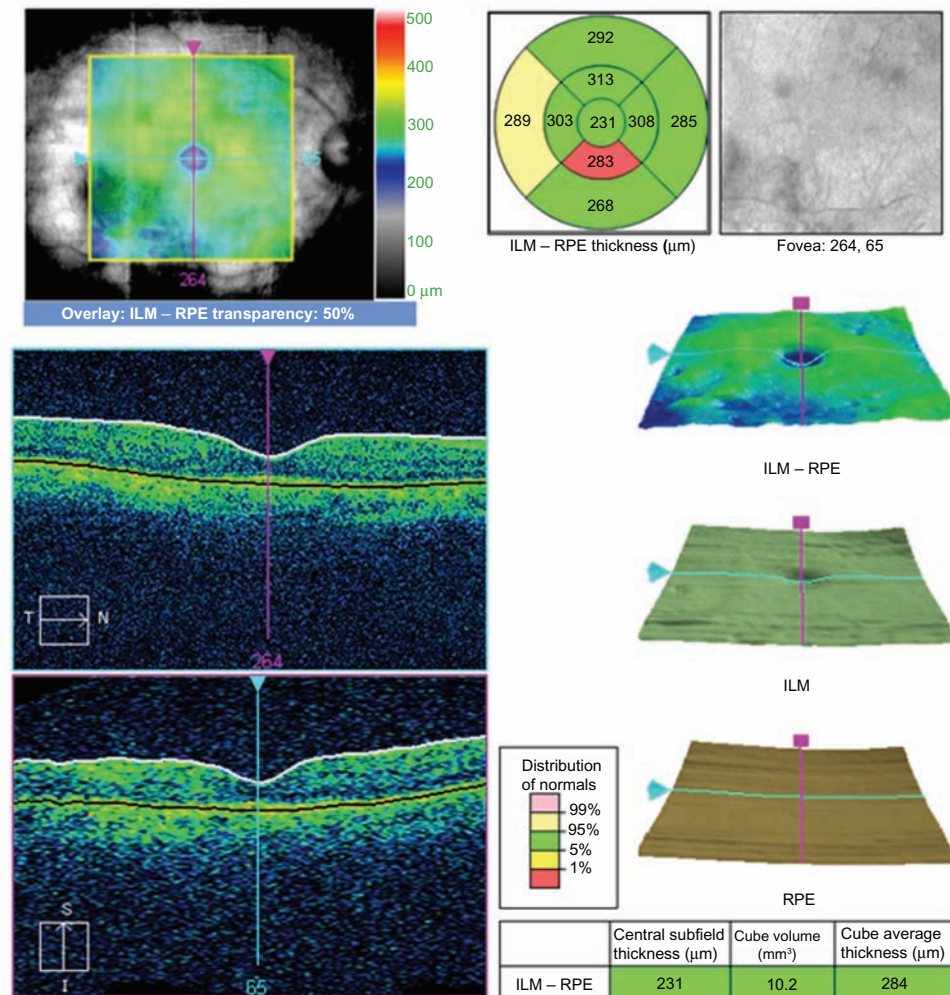 500
400
300
200
100
0 µm
65
264
Overlay: ILM – RPE transparency: 50%
292
313
289
303
231
308
285
283
268
ILM – RPE thickness (µm)
Fovea: 264, 65
ILM – RPE
T
N
264
ILM
S
I
65
Distribution
of normals
99%
95%
5%
1%
RPE
Central subfield
thickness (µm)
Cube volume
(mm³)
Cube average
thickness (µm)
ILM – RPE
231
10.2
284